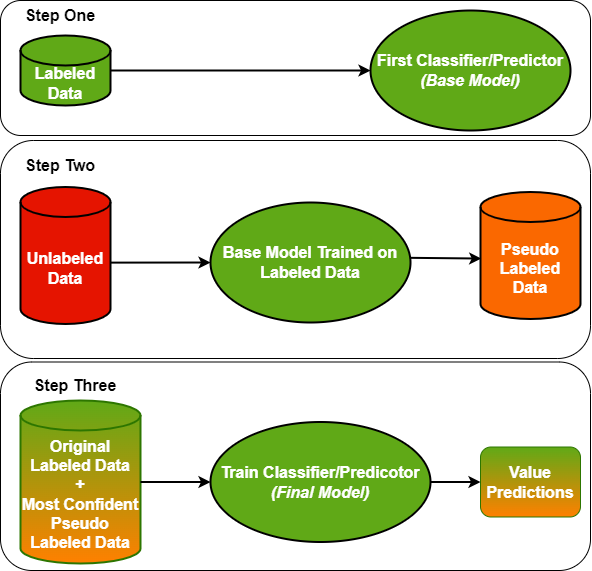 Step One
Labeled
Data
First Classifier/Predictor
(Base Model)
Step Two
Unlabeled
Data
Base Model Trained on
Labeled Data
Pseudo
Labeled
Data
Step Three
Original
Labeled Data
+
Most Confident
Pseudo
Labeled Data
Train Classifier/Predicotor
(Final Model)
Value
Predictions